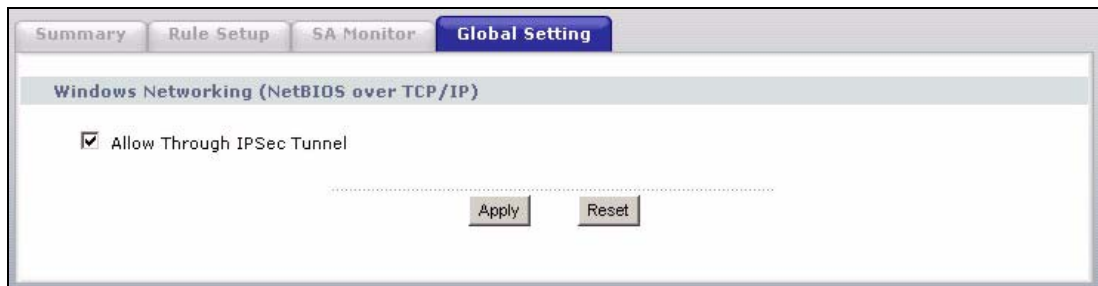 Summary Rule Setup SA Monitor Global Setting
Windows Networking (NetBIOS over TCP/IP)
Allow Through IPSec Tunnel
Apply Reset